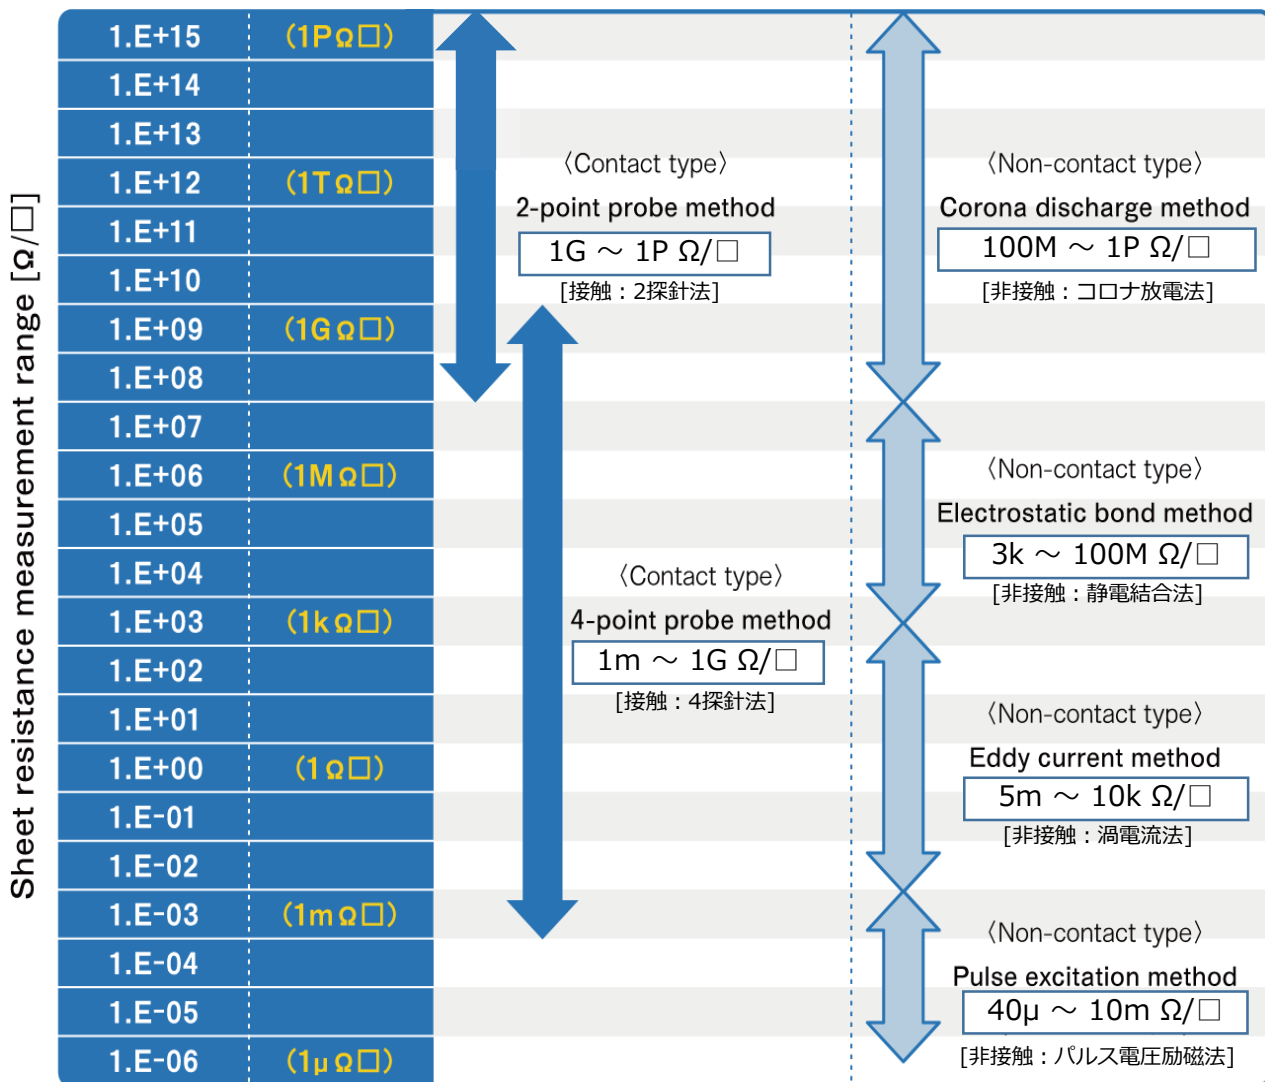 Sheet resistance measurement range [Ω/□]
1.E+15 (1PΩ□)
1.E+14
1.E+13
1.E+12 (1TΩ□)
1.E+11
1.E+10
1.E+09 (1GΩ□)
1.E+08
1.E+07
1.E+06 (1MΩ□)
1.E+05
1.E+04
1.E+03 (1kΩ□)
1.E+02
1.E+01
1.E+00 (1Ω□)
1.E-01
1.E-02
1.E-03 (1mΩ□)
1.E-04
1.E-05
1.E-06 (1μΩ□)
〈Contact type〉
2-point probe method
1G ～ 1P Ω/□
[接触：2探針法]
〈Contact type〉
4-point probe method
1m ～ 1G Ω/□
[接触：4探針法]
〈Non-contact type〉
Corona discharge method
100M ～ 1P Ω/□
[非接触：コロナ放電法]
〈Non-contact type〉
Electrostatic bond method
3k ～ 100M Ω/□
[非接触：静電結合法]
〈Non-contact type〉
Eddy current method
5m ～ 10k Ω/□
[非接触：渦電流法]
〈Non-contact type〉
Pulse excitation method
40μ ～ 10m Ω/□
[非接触：パルス電圧励磁法]